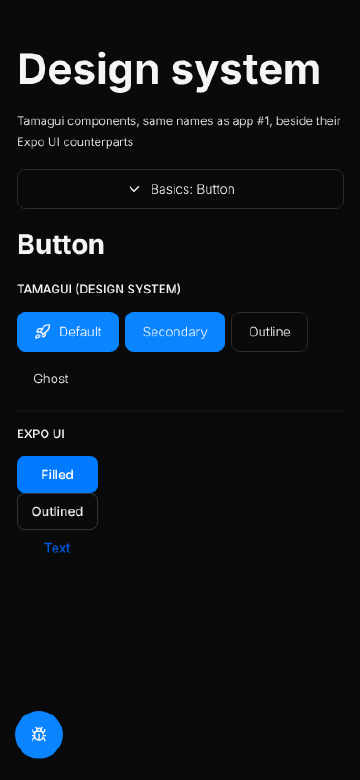 Design system
Tamagui components, same names as app #1, beside their
Expo UI counterparts
Basics: Button
Button
TAMAGUI (DESIGN SYSTEM)
Default
Secondary
Outline
Ghost
EXPO UI
Filled
Outlined
Text